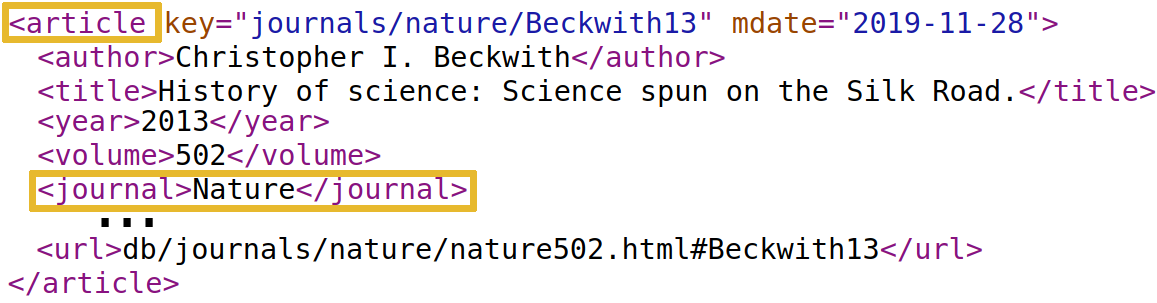 <article key="journals/nature/Beckwith13" mdate="2019-11-28">
<author>Christopher I. Beckwith</author>
<title>History of science: Science spun on the Silk Road.</title>
<year>2013</year>
<volume>502</volume>
<journal>Nature</journal>
...
<url>db/journals/nature/nature502.html#Beckwith13</url>
</article>